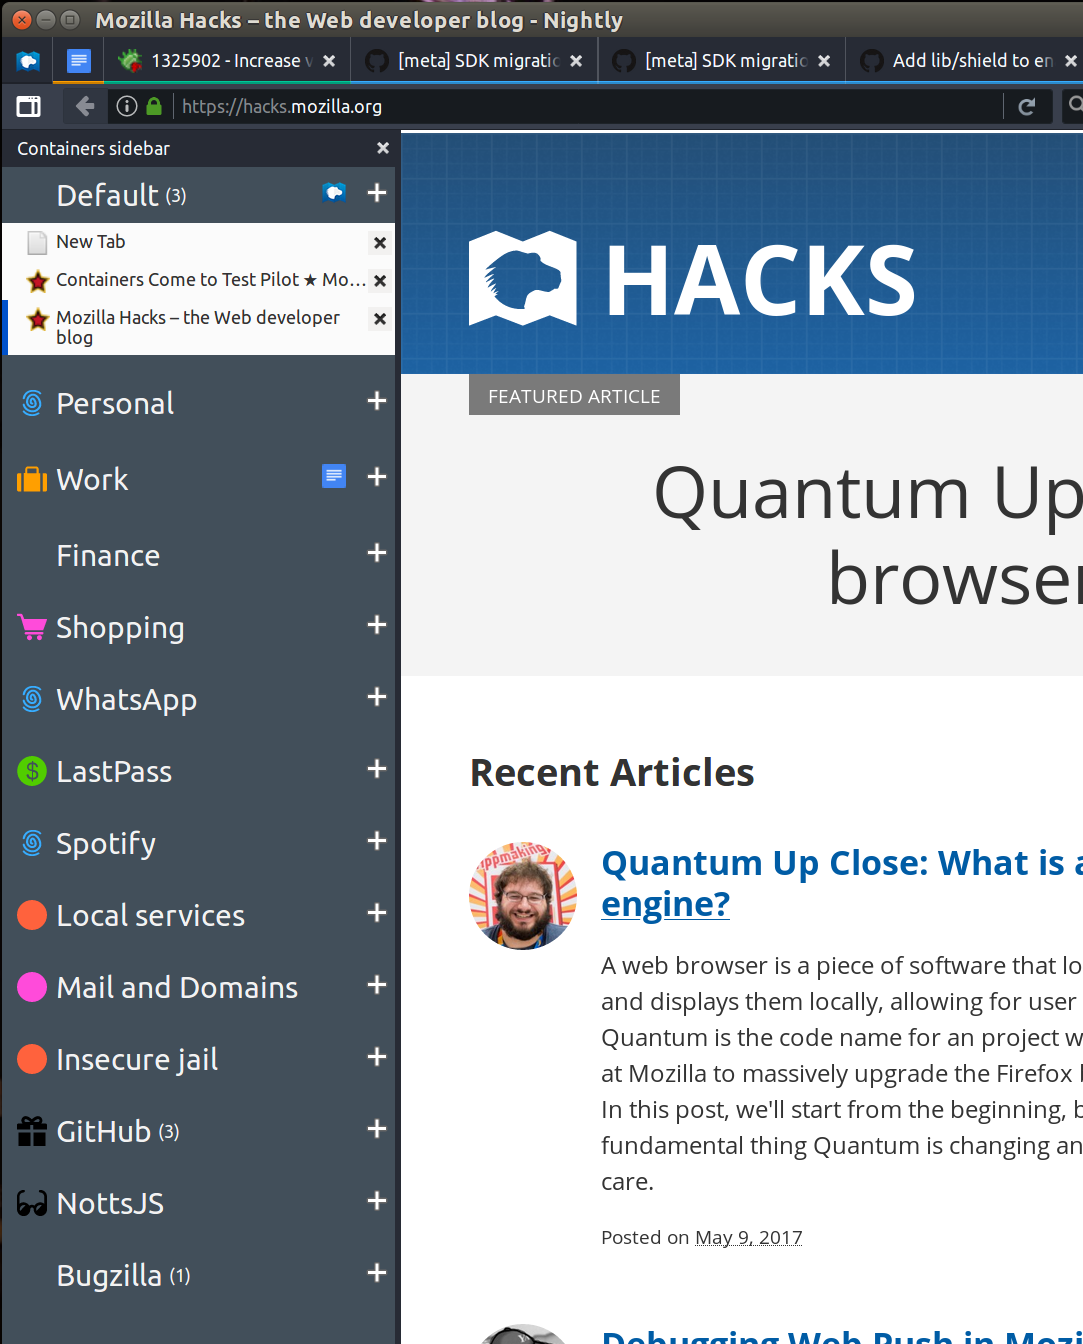 Mozilla Hacks – the Web developer blog - Nightly
1325902 - Increase
[meta] SDK migratio
[meta] SDK migratio
Add lib/shield to en
https://hacks.mozilla.org
Containers sidebar
Default (3)
New Tab
Containers Come to Test Pilot ★ Mo…
Mozilla Hacks – the Web developer
blog
Personal
Work
Finance
Shopping
WhatsApp
LastPass
Spotify
Local services
Mail and Domains
Insecure jail
GitHub (3)
NottsJS
Bugzilla (1)
HACKS
FEATURED ARTICLE
Quantum Up
browser
Recent Articles
Quantum Up Close: What is a
engine?
A web browser is a piece of software that lo
and displays them locally, allowing for user
Quantum is the code name for an project w
at Mozilla to massively upgrade the Firefox b
In this post, we'll start from the beginning, b
fundamental thing Quantum is changing an
care.
Posted on May 9, 2017
Debugging Web Push in Mozi